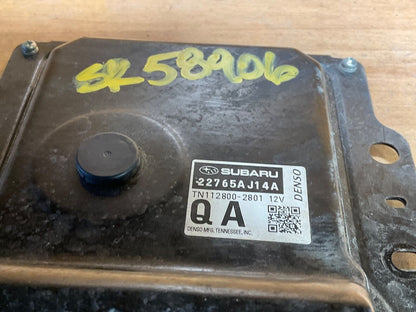 SK58906
SUBARU
22765AJ14A
TN112800-2801 12V
DENSO
QA
DENSO MFG. TENNESSEE, INC.